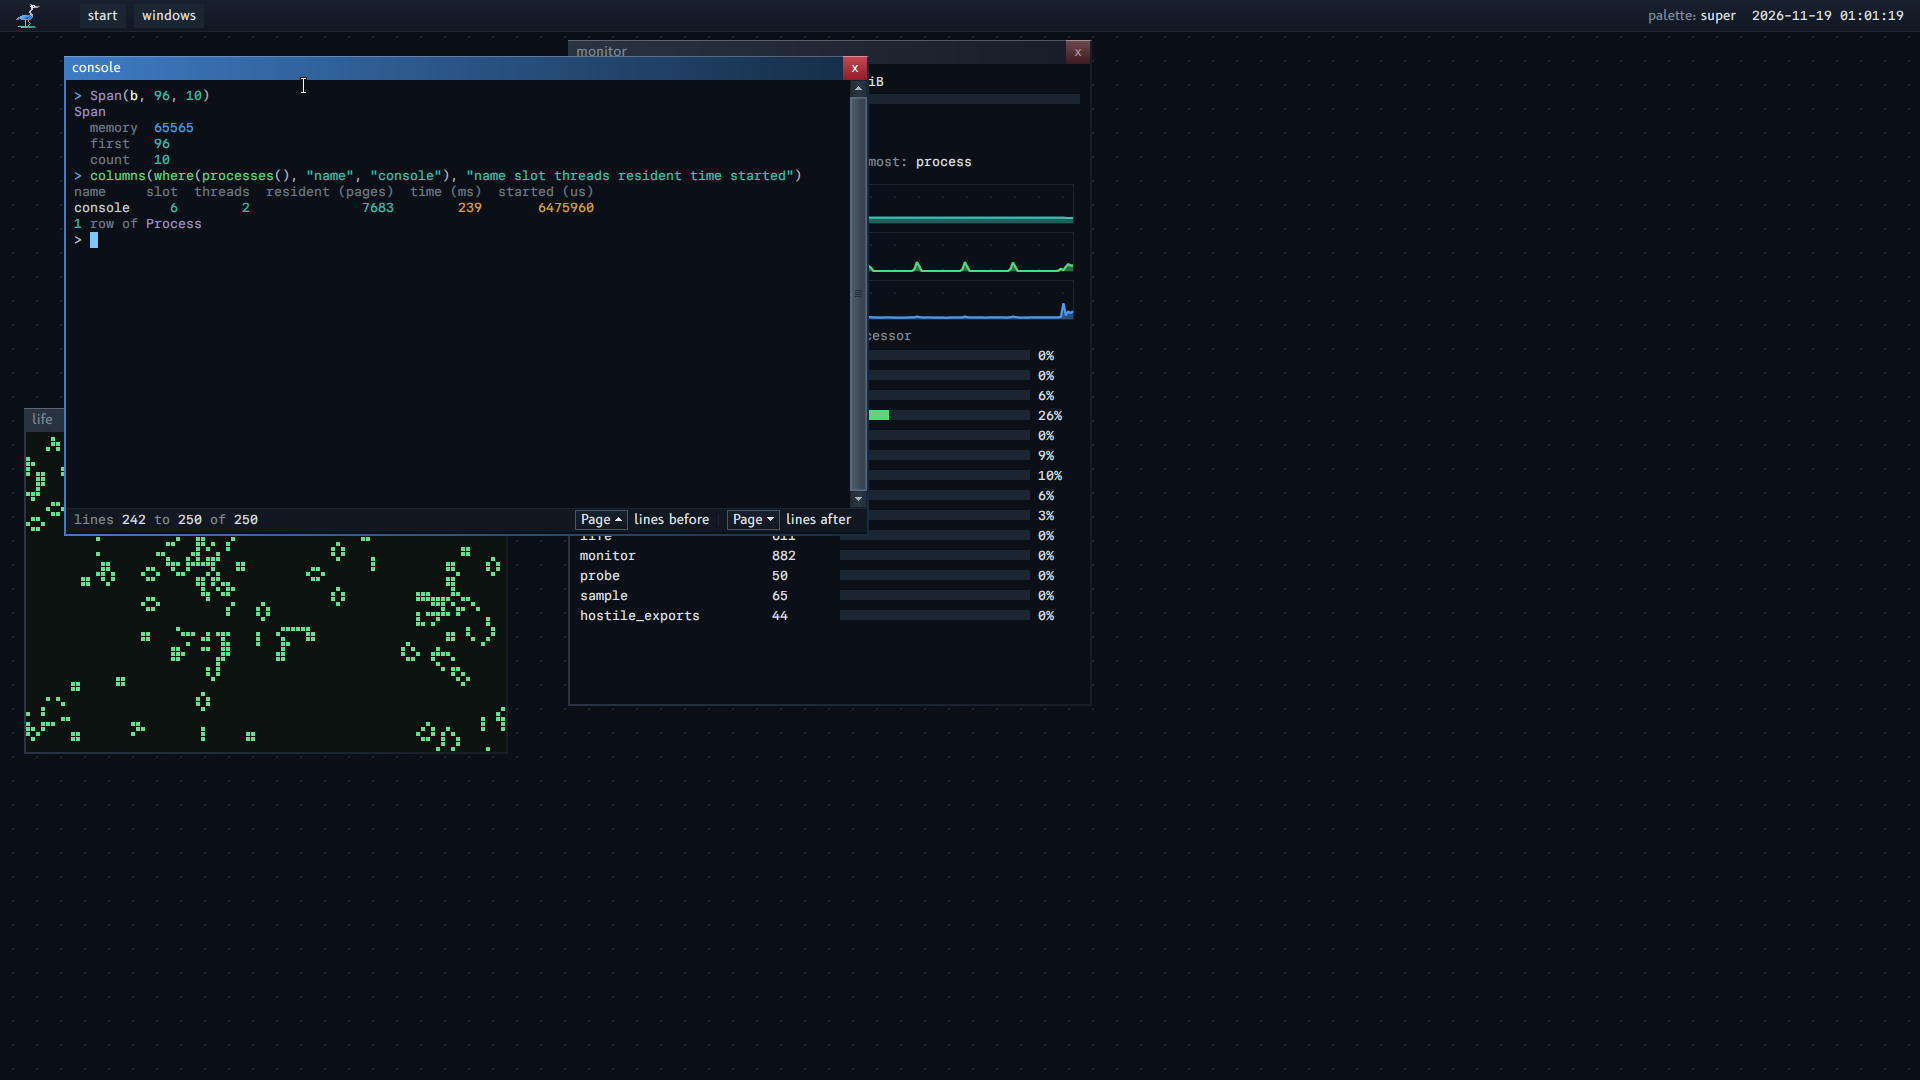 start windows palette: super 2026-11-19 01:01:19
monitor x
console x
iB
> Span(b, 96, 10)
Span
memory 65565
first 96
count 10
most: process
> columns(where(processes(), "name", "console"), "name slot threads resident time started")
name slot threads resident (pages) time (ms) started (us)
console 6 2 7683 239 6475960
1 row of Process
>
cessor
0%
0%
6%
26%
life
0%
9%
10%
6%
3%
lines 242 to 250 of 250 Page lines before Page lines after
0%
monitor 882 0%
probe 50 0%
sample 65 0%
hostile_exports 44 0%